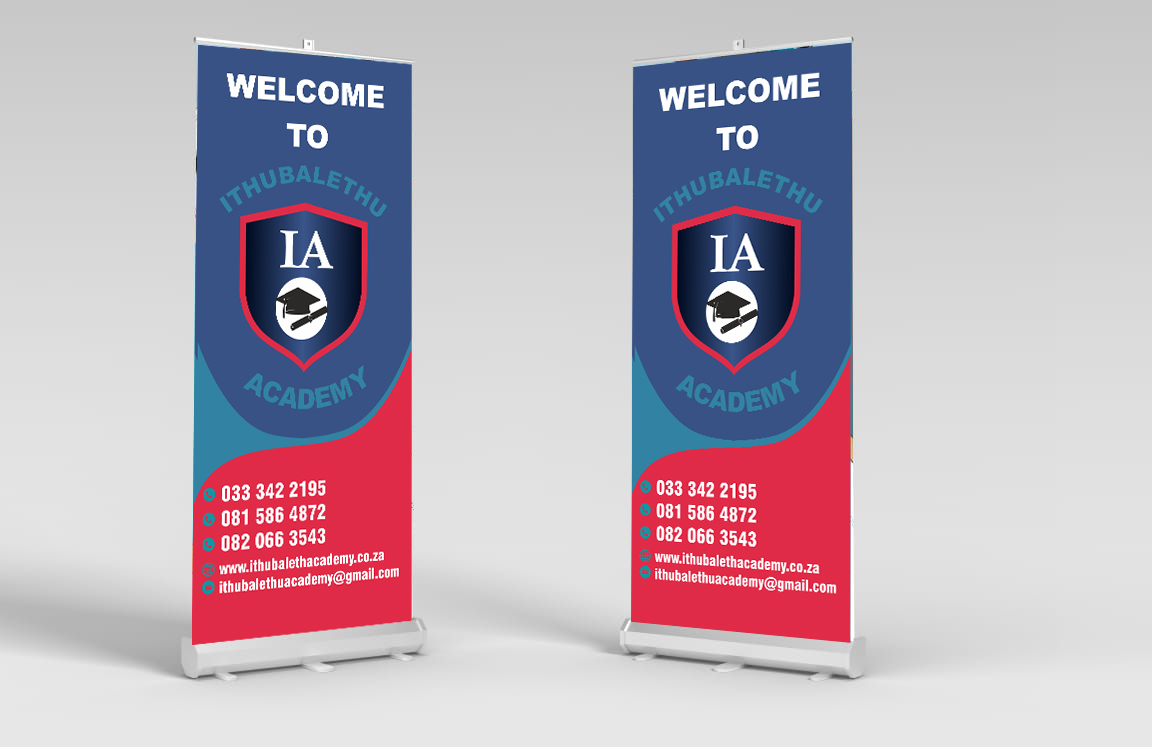 WELCOME
TO
ITHUBALETHU
IA
ACADEMY
033 342 2195
081 586 4872
082 066 3543
www.ithubalethacademy.co.za
ithubalethuacademy@gmail.com
WELCOME
TO
ITHUBALETHU
IA
ACADEMY
033 342 2195
081 586 4872
082 066 3543
www.ithubalethacademy.co.za
ithubalethuacademy@gmail.com